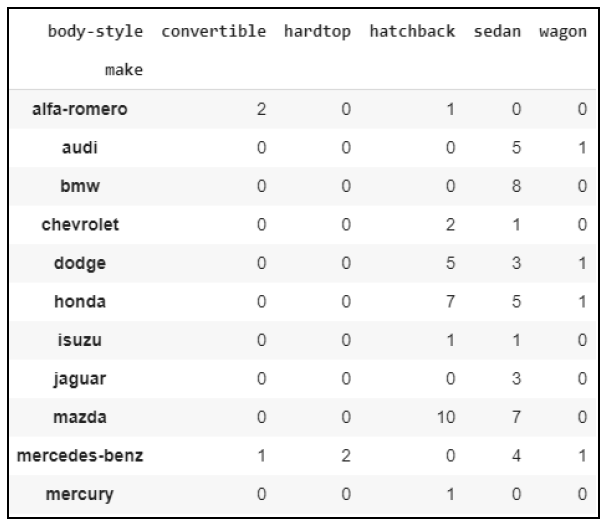 body-style convertible hardtop hatchback sedan wagon
make
alfa-romero 2 0 1 0 0
audi 0 0 0 5 1
bmw 0 0 0 8 0
chevrolet 0 0 2 1 0
dodge 0 0 5 3 1
honda 0 0 7 5 1
isuzu 0 0 1 1 0
jaguar 0 0 0 3 0
mazda 0 0 10 7 0
mercedes-benz 1 2 0 4 1
mercury 0 0 1 0 0